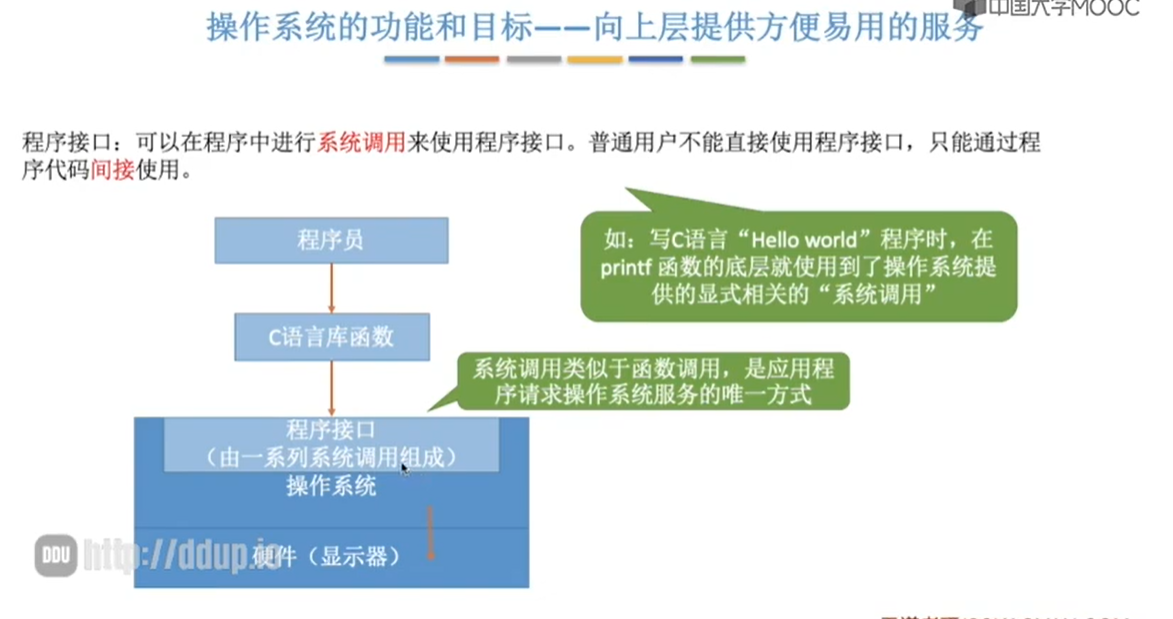 中国大学MOOC
操作系统的功能和目标——向上层提供方便易用的服务
程序接口：可以在程序中进行系统调用来使用程序接口。普通用户不能直接使用程序接口，只能通过程
序代码间接使用。
程序员
如：写C语言“Hello world”程序时，在
printf 函数的底层就使用到了操作系统提
供的显式相关的“系统调用”
C语言库函数
系统调用类似于函数调用，是应用程
序请求操作系统服务的唯一方式
程序接口
（由一系列系统调用组成）
操作系统
硬件（显示器）
DDU http://ddup.ic